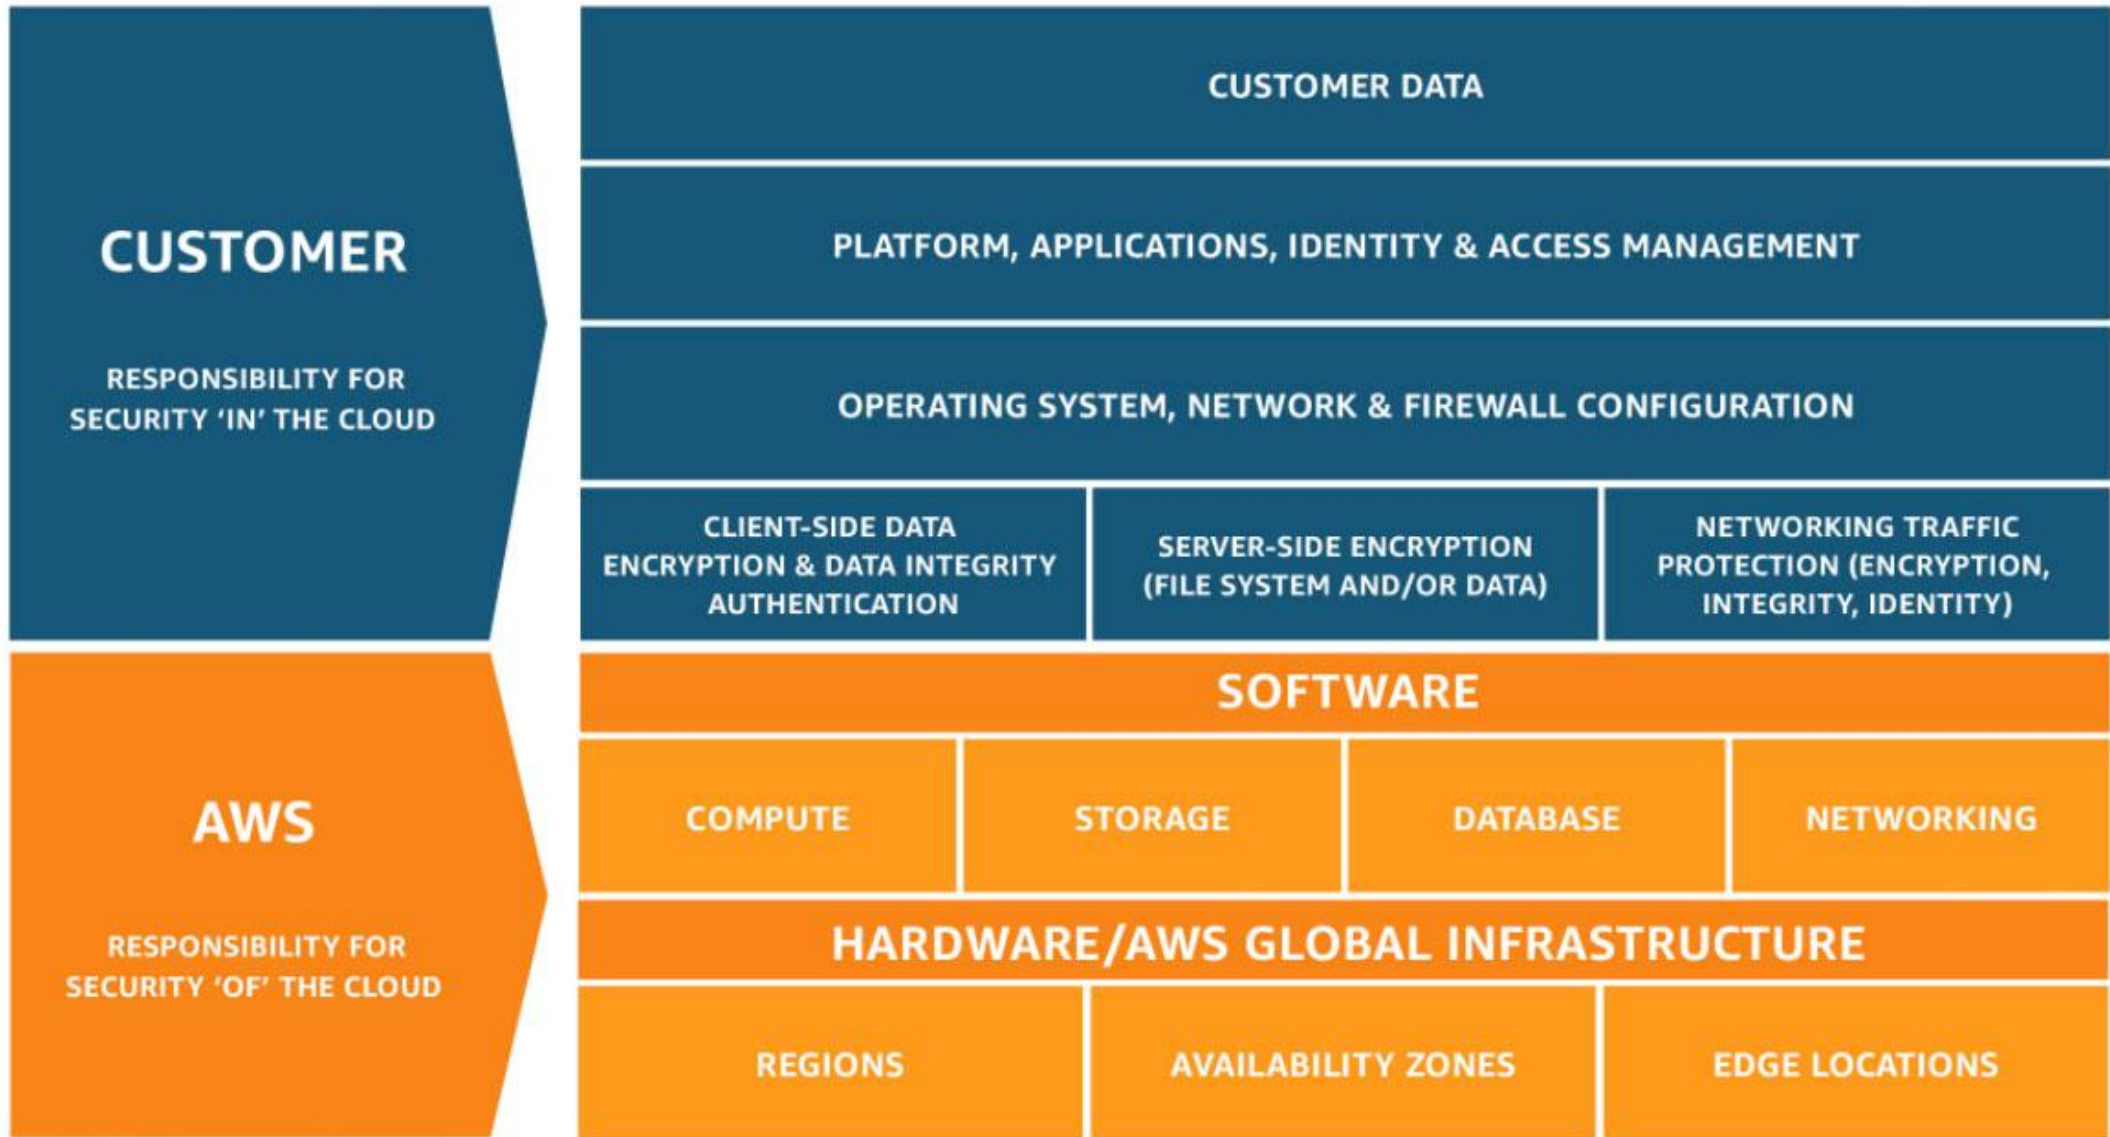 CUSTOMER
RESPONSIBILITY FOR
SECURITY ‘IN’ THE CLOUD
CUSTOMER DATA
PLATFORM, APPLICATIONS, IDENTITY & ACCESS MANAGEMENT
OPERATING SYSTEM, NETWORK & FIREWALL CONFIGURATION
CLIENT-SIDE DATA
ENCRYPTION & DATA INTEGRITY
AUTHENTICATION
SERVER-SIDE ENCRYPTION
(FILE SYSTEM AND/OR DATA)
NETWORKING TRAFFIC
PROTECTION (ENCRYPTION,
INTEGRITY, IDENTITY)
AWS
RESPONSIBILITY FOR
SECURITY ‘OF’ THE CLOUD
SOFTWARE
COMPUTE
STORAGE
DATABASE
NETWORKING
HARDWARE/AWS GLOBAL INFRASTRUCTURE
REGIONS
AVAILABILITY ZONES
EDGE LOCATIONS